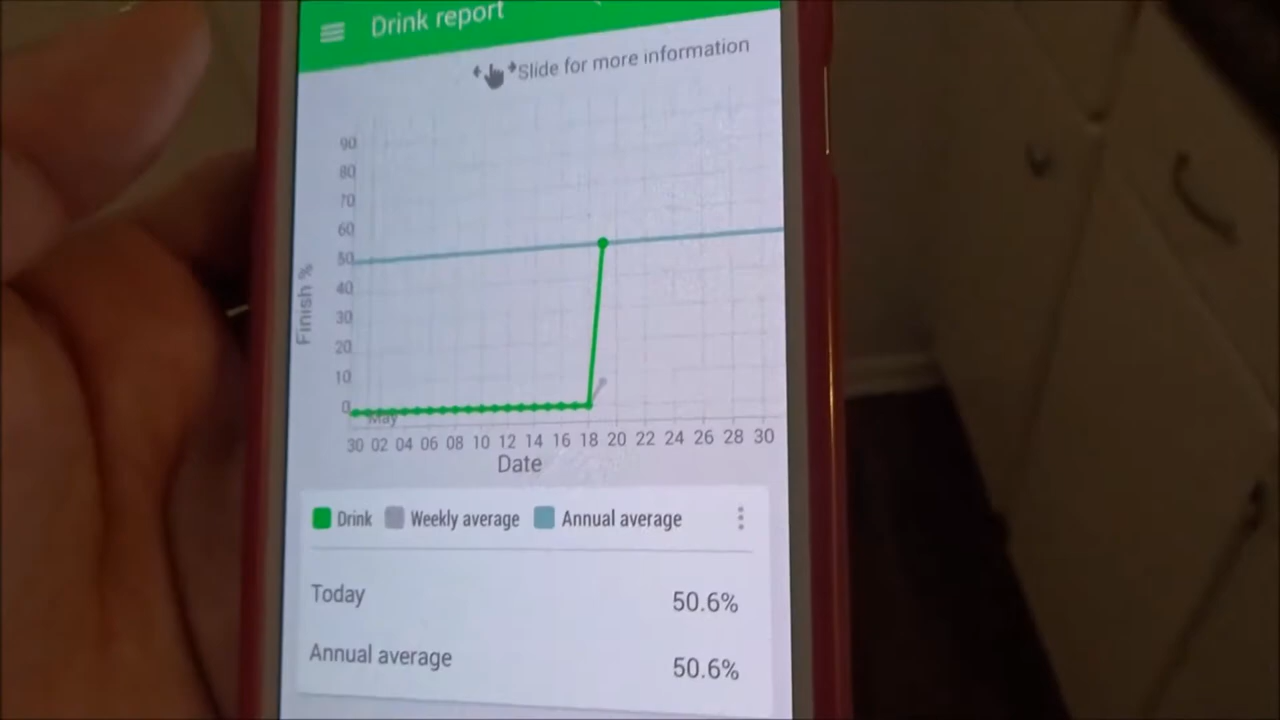 Drink report
Slide for more information
90
80
70
60
50
40
30
20
10
0
Finish %
May
30 02 04 06 08 10 12 14 16 18 20 22 24 26 28 30
Date
Drink Weekly average Annual average
Today 50.6%
Annual average 50.6%